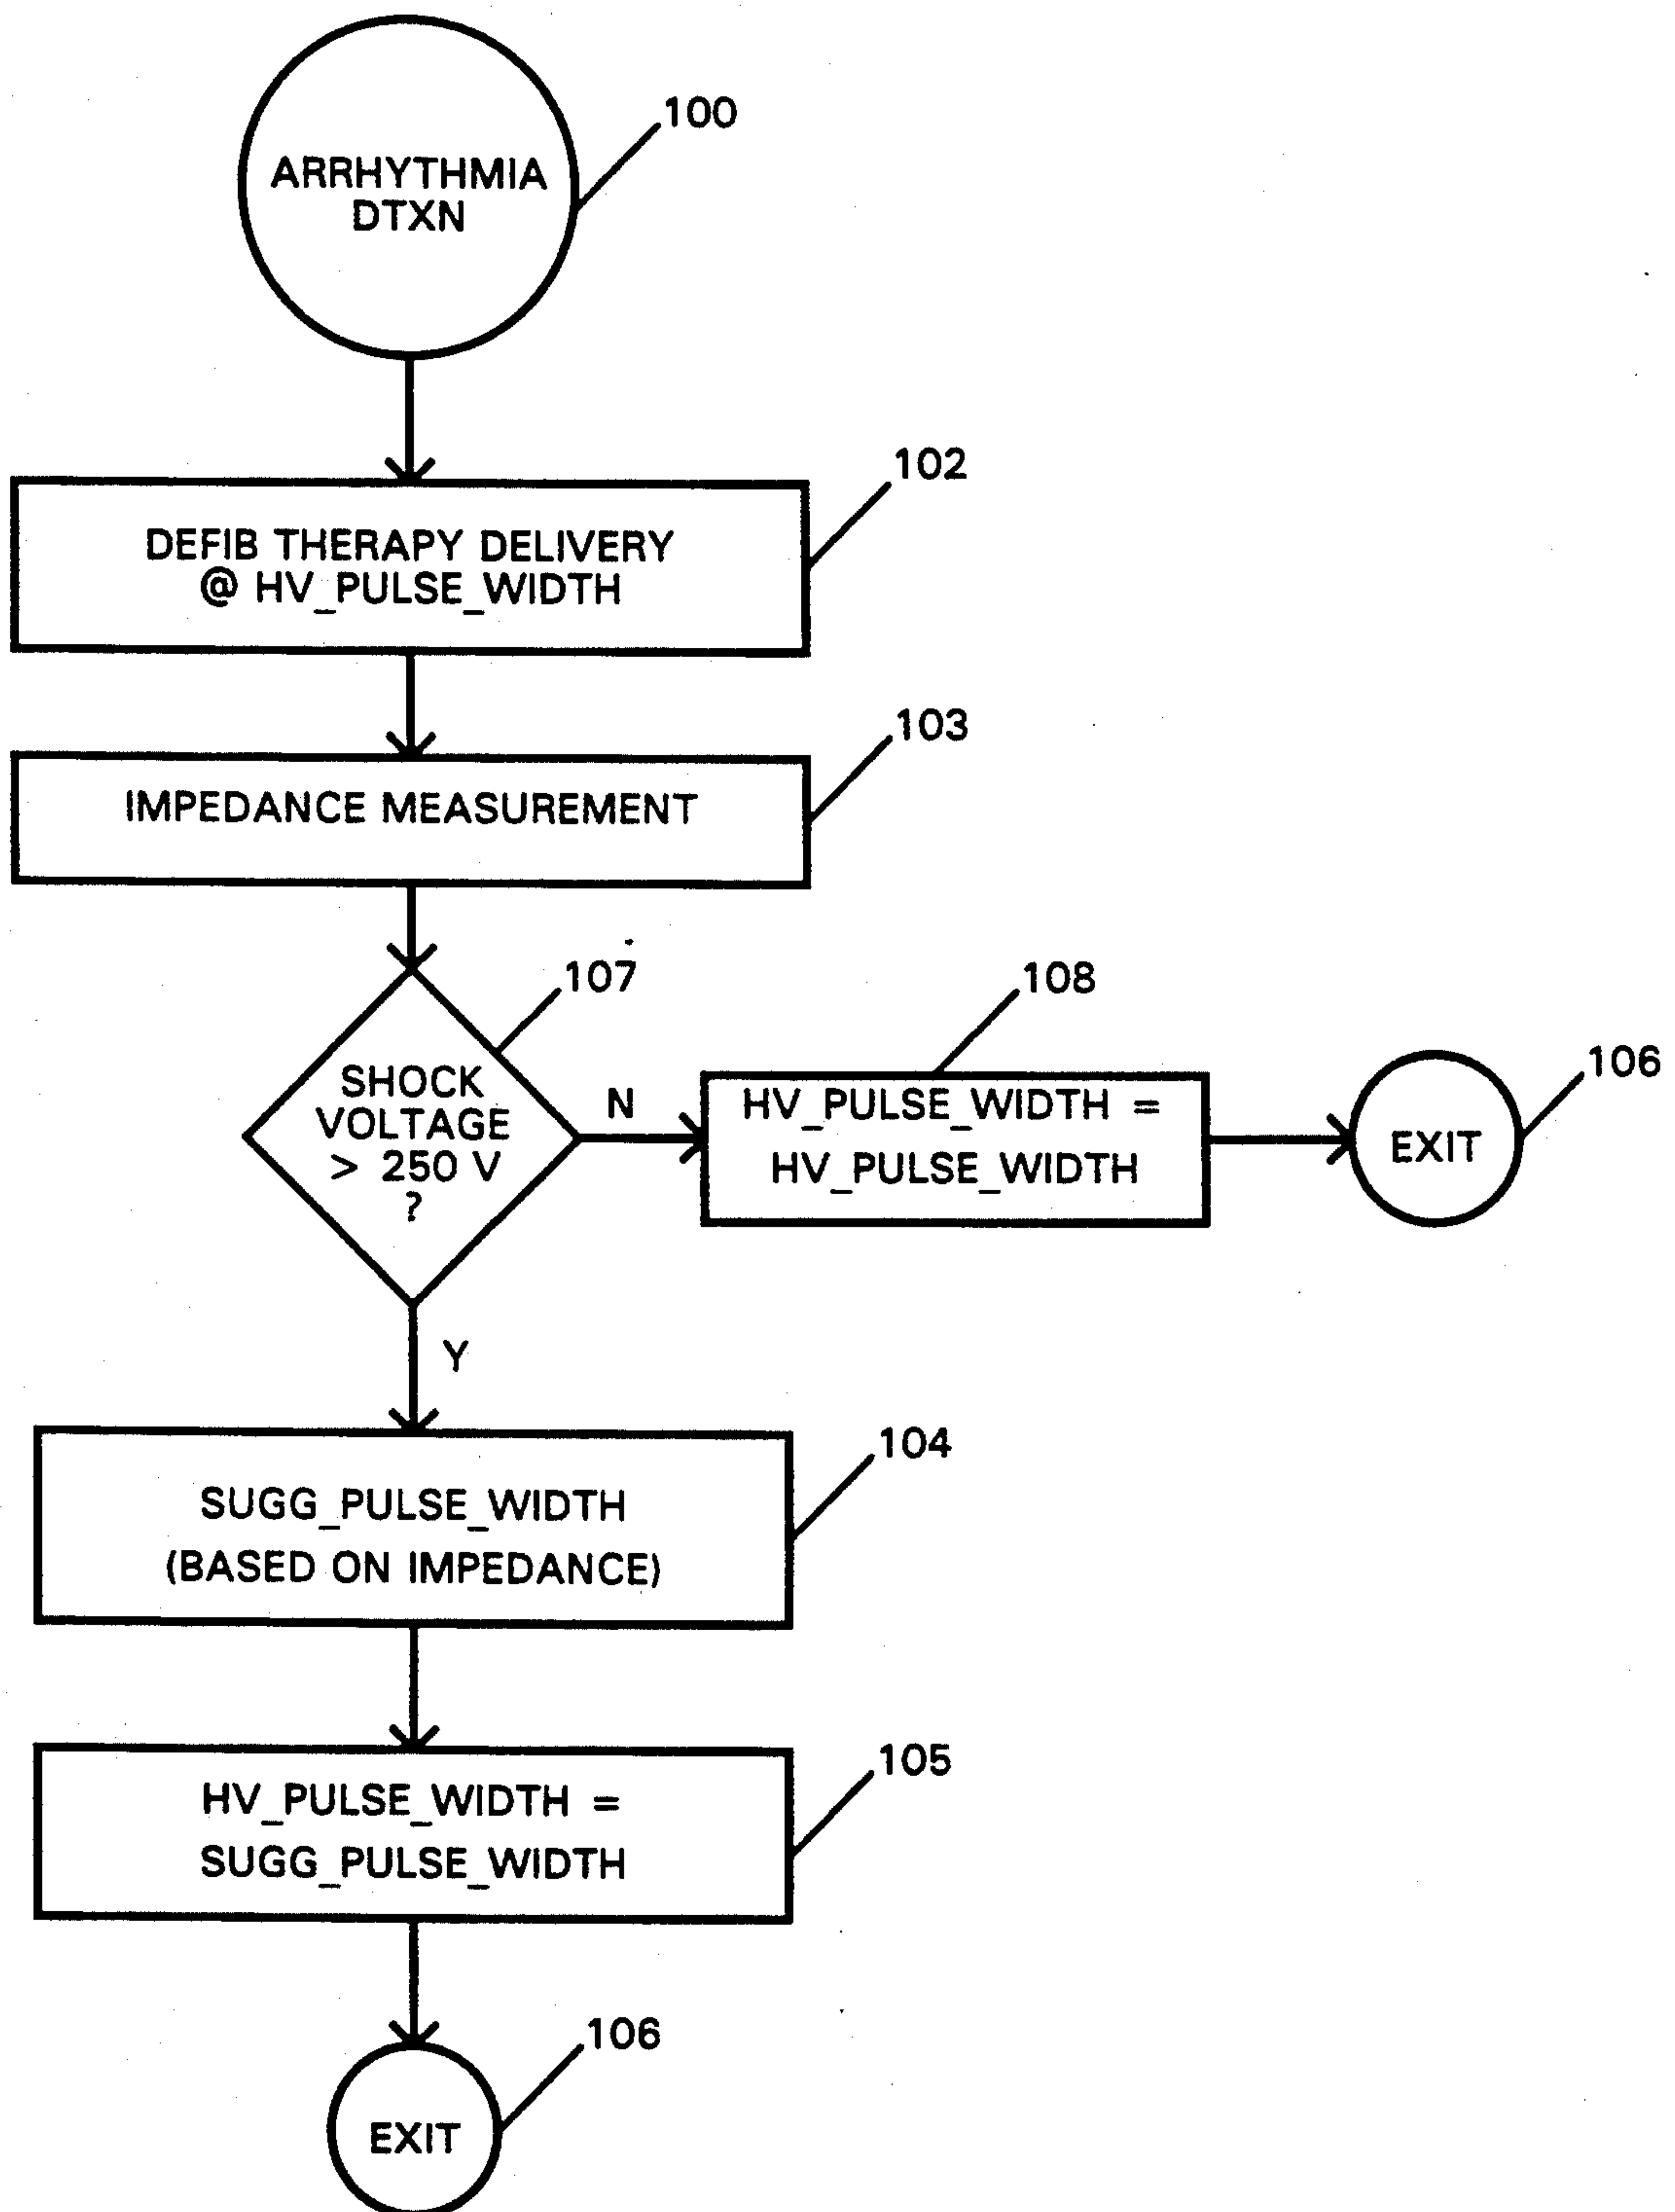 100
ARRHYTHMIA
DTXN
102
DEFIB THERAPY DELIVERY
@ HV_PULSE_WIDTH
103
IMPEDANCE MEASUREMENT
107
SHOCK
VOLTAGE
> 250 V
?
N
108
HV_PULSE_WIDTH =
HV_PULSE_WIDTH
106
EXIT
Y
104
SUGG_PULSE_WIDTH
(BASED ON IMPEDANCE)
105
HV_PULSE_WIDTH =
SUGG_PULSE_WIDTH
106
EXIT